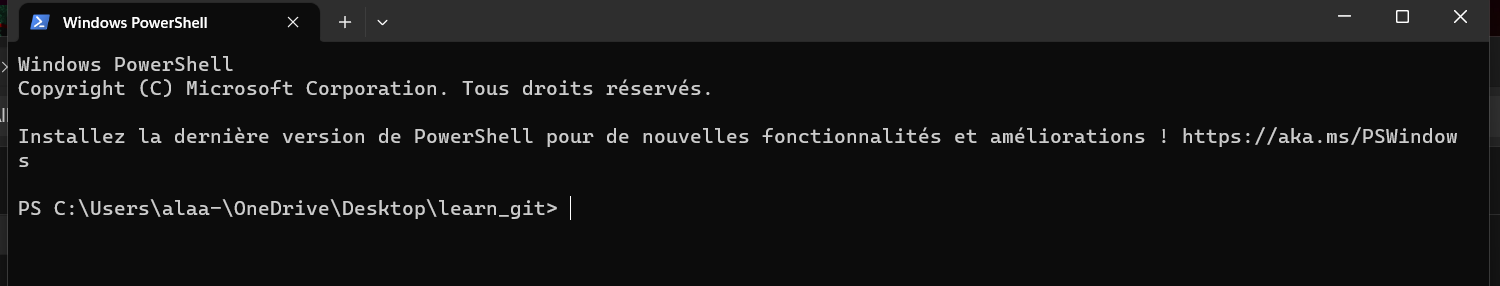 Windows PowerShell
Windows PowerShell
Copyright (C) Microsoft Corporation. Tous droits réservés.
Installez la dernière version de PowerShell pour de nouvelles fonctionnalités et améliorations ! https://aka.ms/PSWindow
s
PS C:\Users\alaa-\OneDrive\Desktop\learn_git>